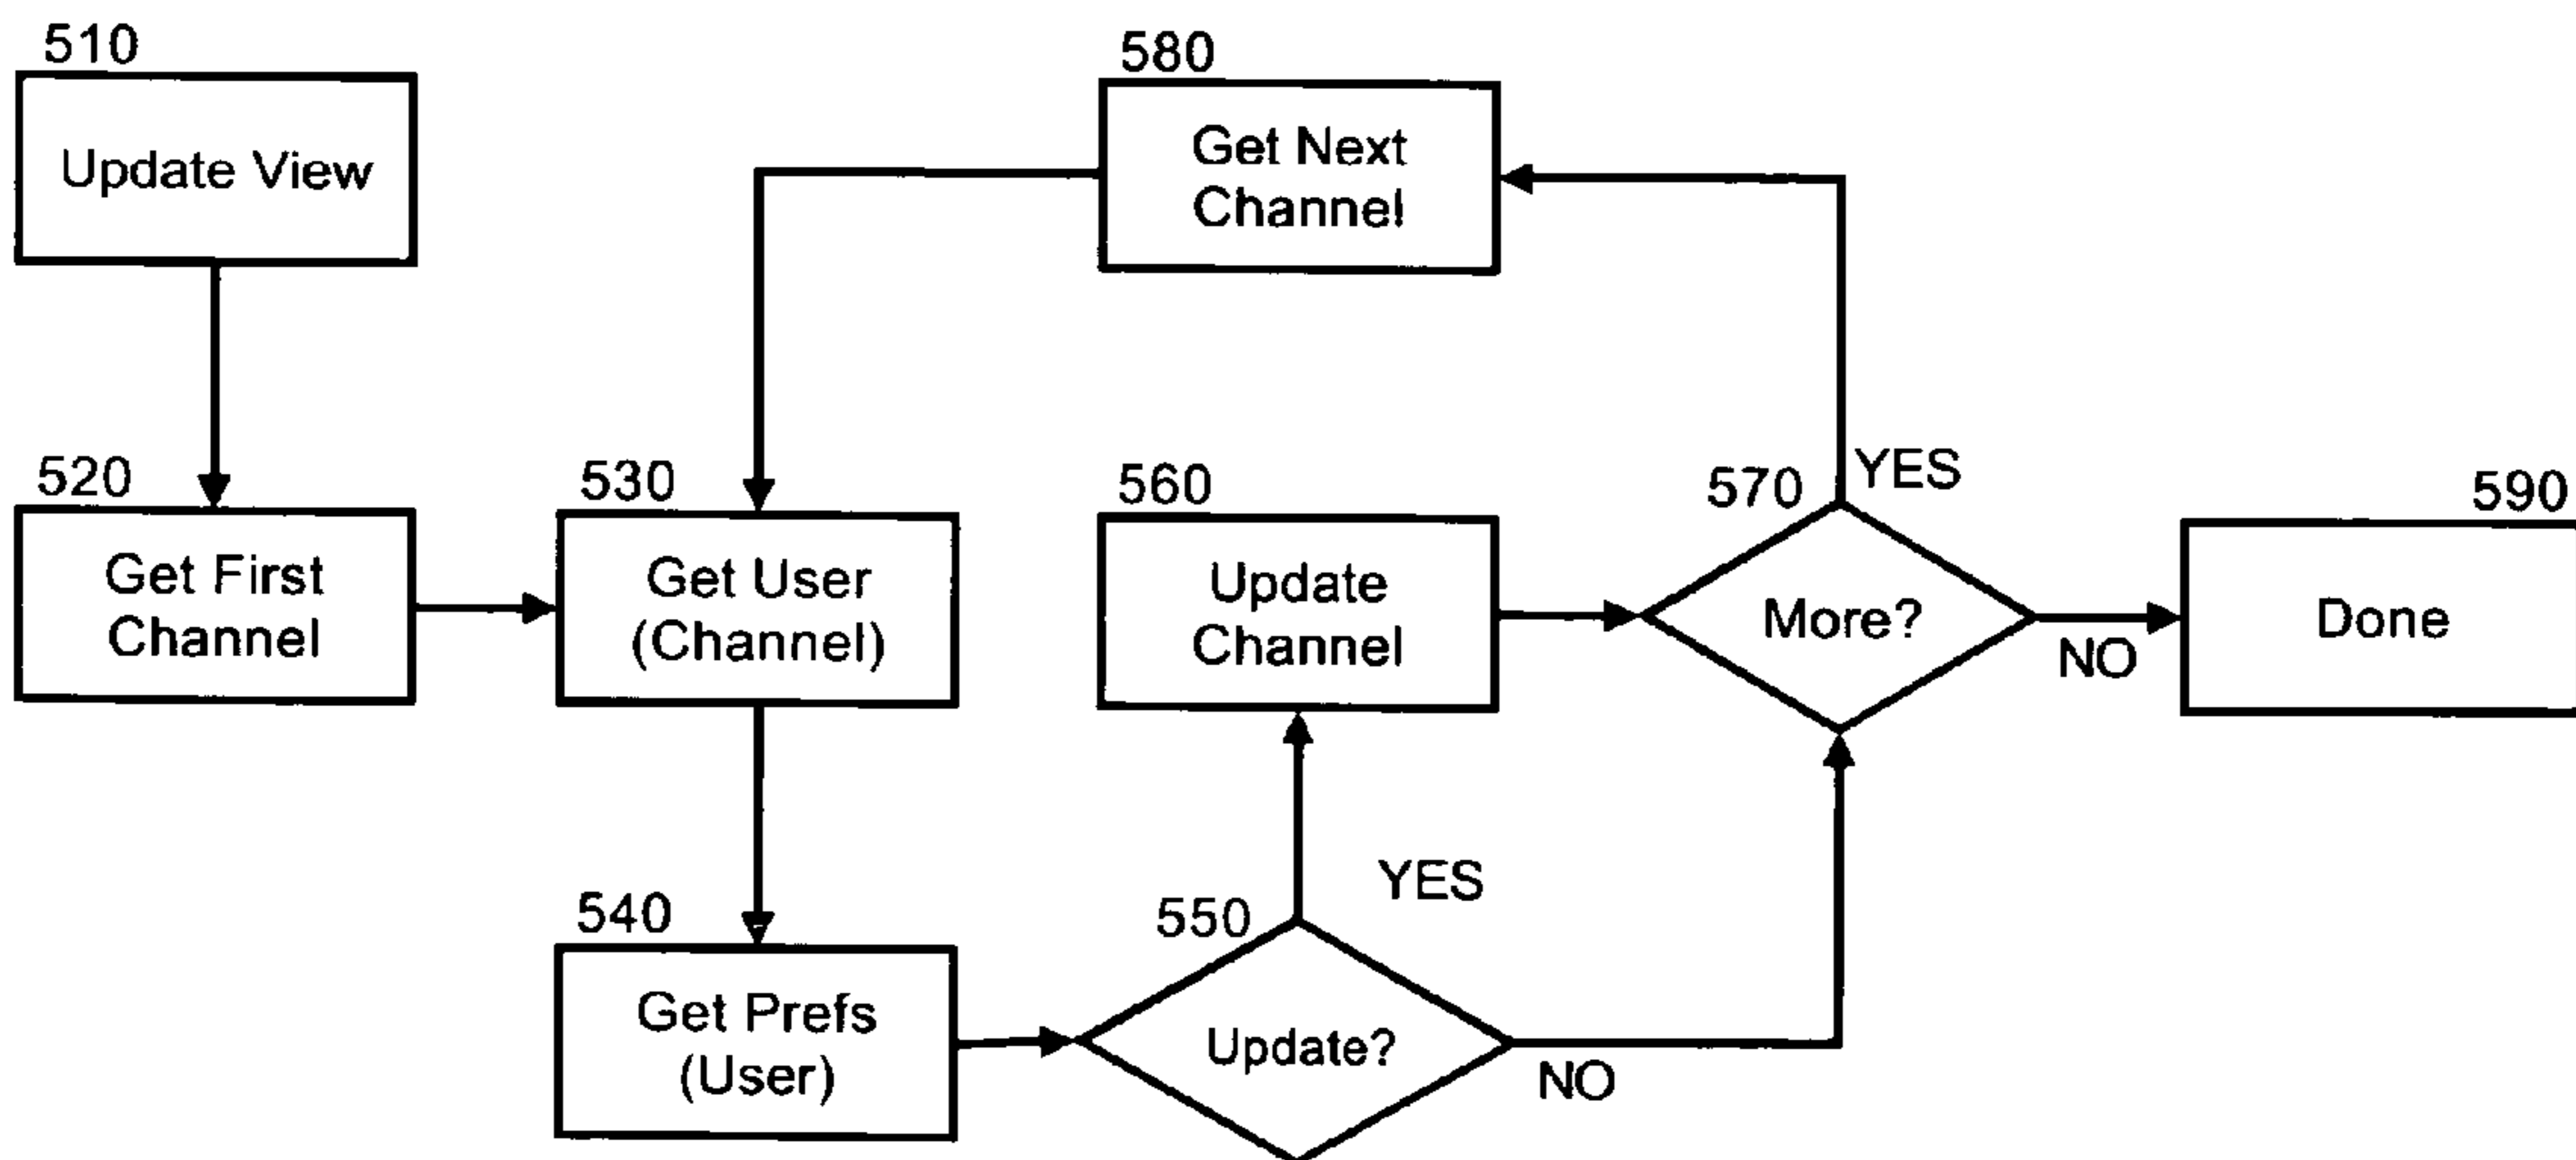 510
Update View
580
Get Next
Channel
520
Get First
Channel
530
Get User
(Channel)
540
Get Prefs
(User)
550
Update?
YES
NO
560
Update
Channel
570
More?
YES
NO
590
Done